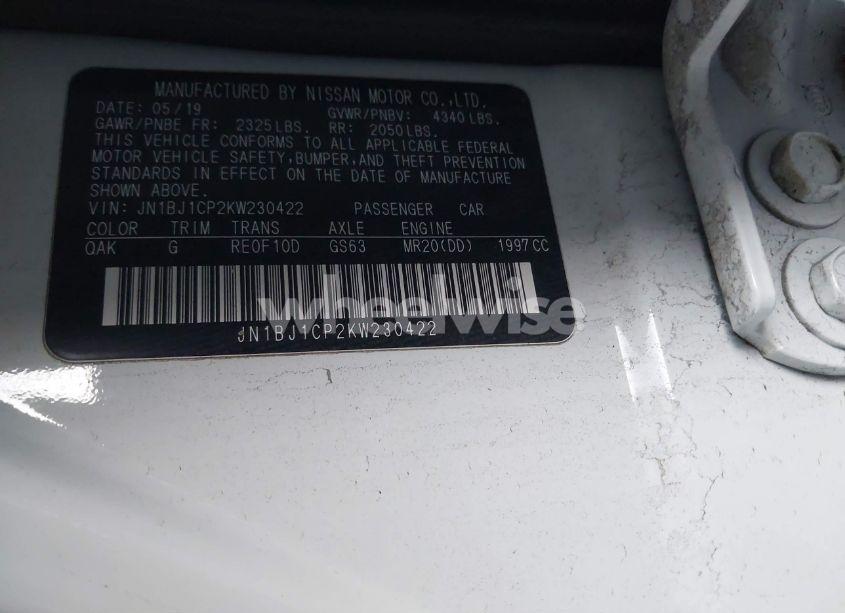 MANUFACTURED BY NISSAN MOTOR CO.,LTD.
DATE: 05/19 GVWR/PNBV: 4340 LBS.
GAWR/PNBE FR: 2325 LBS. RR: 2050 LBS.
THIS VEHICLE CONFORMS TO ALL APPLICABLE FEDERAL
MOTOR VEHICLE SAFETY, BUMPER, AND THEFT PREVENTION
STANDARDS IN EFFECT ON THE DATE OF MANUFACTURE
SHOWN ABOVE.
VIN: JN1BJ1CP2KW230422 PASSENGER CAR
COLOR TRIM TRANS AXLE ENGINE
QAK G RE0F10D GS63 MR20(DD) 1997 CC
wheelwise
JN1BJ1CP2KW230422